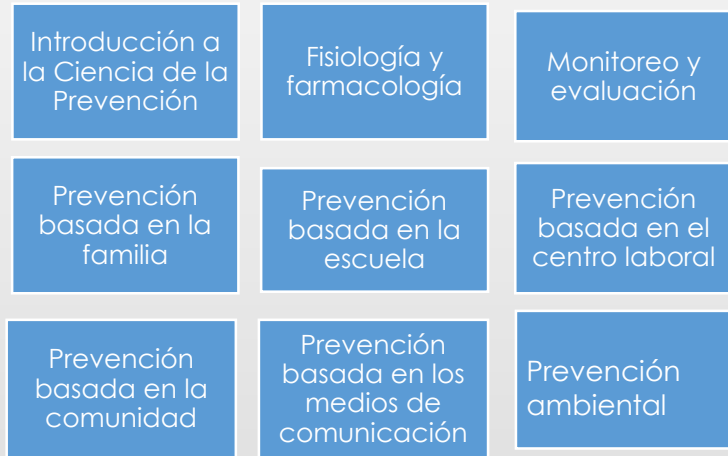 Introducción a
la Ciencia de la
Prevención
Fisiología y
farmacología
Monitoreo y
evaluación
Prevención
basada en la
familia
Prevención
basada en la
escuela
Prevención
basada en el
centro laboral
Prevención
basada en la
comunidad
Prevención
basada en los
medios de
comunicación
Prevención
ambiental